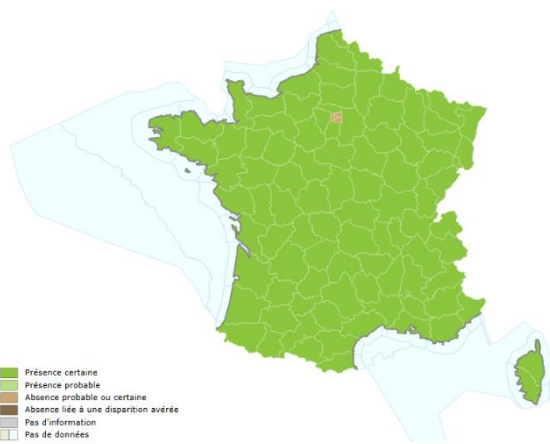 Présence certaine
Présence probable
Absence probable ou certaine
Absence liée à une disparition avérée
Pas d'information
Pas de données